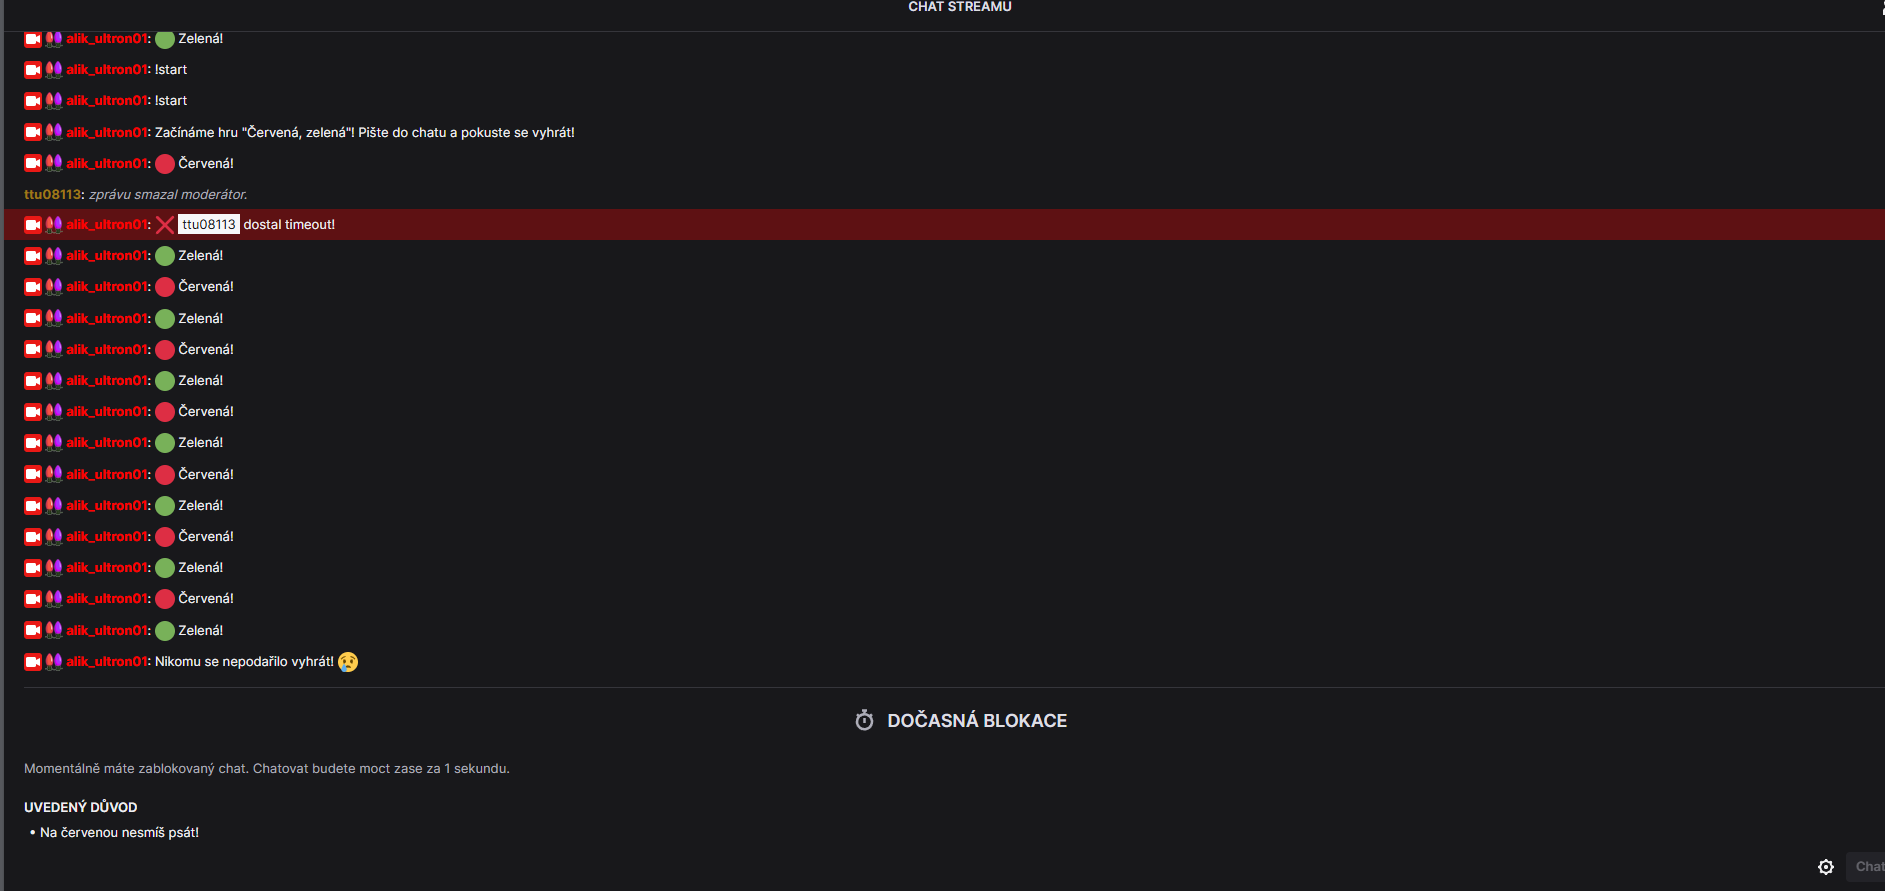 CHAT STREAMU
alik_ultron01: Zelená!
alik_ultron01: !start
alik_ultron01: !start
alik_ultron01: Začínáme hru "Červená, zelená"! Pište do chatu a pokuste se vyhrát!
alik_ultron01: Červená!
ttu08113: zprávu smazal moderátor.
alik_ultron01: ttu08113 dostal timeout!
alik_ultron01: Zelená!
alik_ultron01: Červená!
alik_ultron01: Zelená!
alik_ultron01: Červená!
alik_ultron01: Zelená!
alik_ultron01: Červená!
alik_ultron01: Zelená!
alik_ultron01: Červená!
alik_ultron01: Zelená!
alik_ultron01: Červená!
alik_ultron01: Zelená!
alik_ultron01: Červená!
alik_ultron01: Zelená!
alik_ultron01: Nikomu se nepodařilo vyhrát! 😢
DOČASNÁ BLOKACE
Momentálně máte zablokovaný chat. Chatovat budete moct zase za 1 sekundu.
UVEDENÝ DŮVOD
• Na červenou nesmíš psát!
Chat